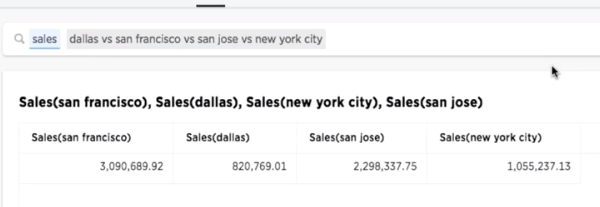 sales dallas vs san francisco vs san jose vs new york city
Sales(san francisco), Sales(dallas), Sales(new york city), Sales(san jose)
Sales(san francisco) Sales(dallas) Sales(san jose) Sales(new york city)
3,090,689.92 820,769.01 2,298,337.75 1,055,237.13